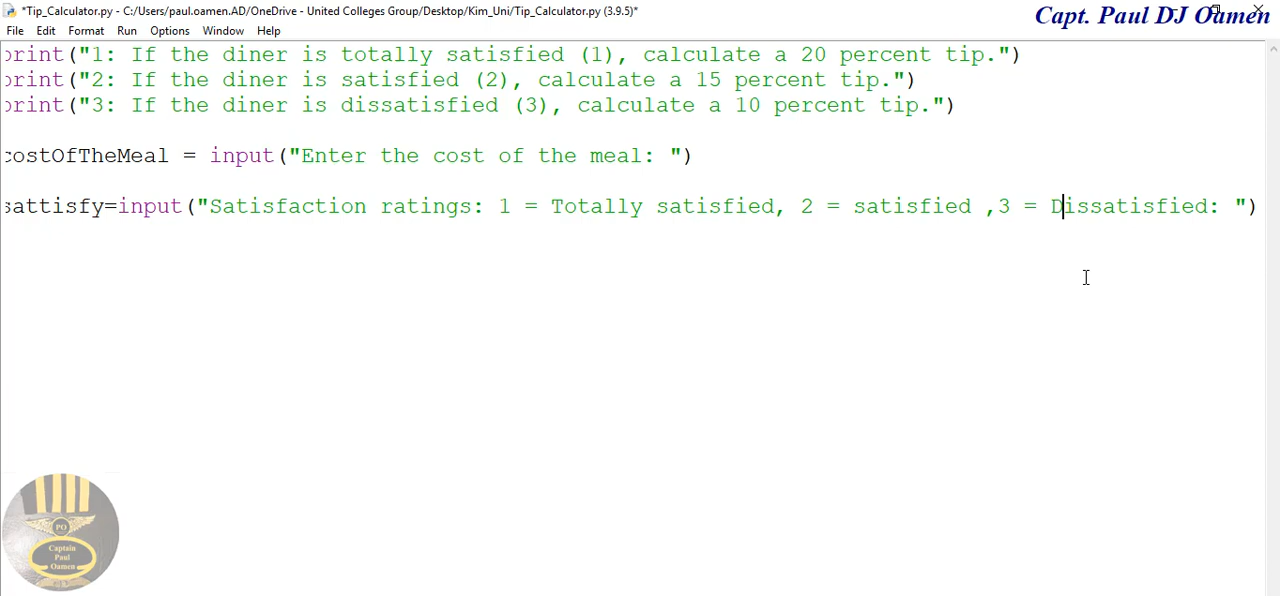 *Tip_Calculator.py - C:/Users/paul.oamen.AD/OneDrive - United Colleges Group/Desktop/Kim_Uni/Tip_Calculator.py (3.9.5)*
Capt. Paul DJ Oamen
File Edit Format Run Options Window Help
print("1: If the diner is totally satisfied (1), calculate a 20 percent tip.")
print("2: If the diner is satisfied (2), calculate a 15 percent tip.")
print("3: If the diner is dissatisfied (3), calculate a 10 percent tip.")
costOfTheMeal = input("Enter the cost of the meal: ")
sattisfy=input("Satisfaction ratings: 1 = Totally satisfied, 2 = satisfied ,3 = Dissatisfied: ")
PO
Captain
Paul
Oamen